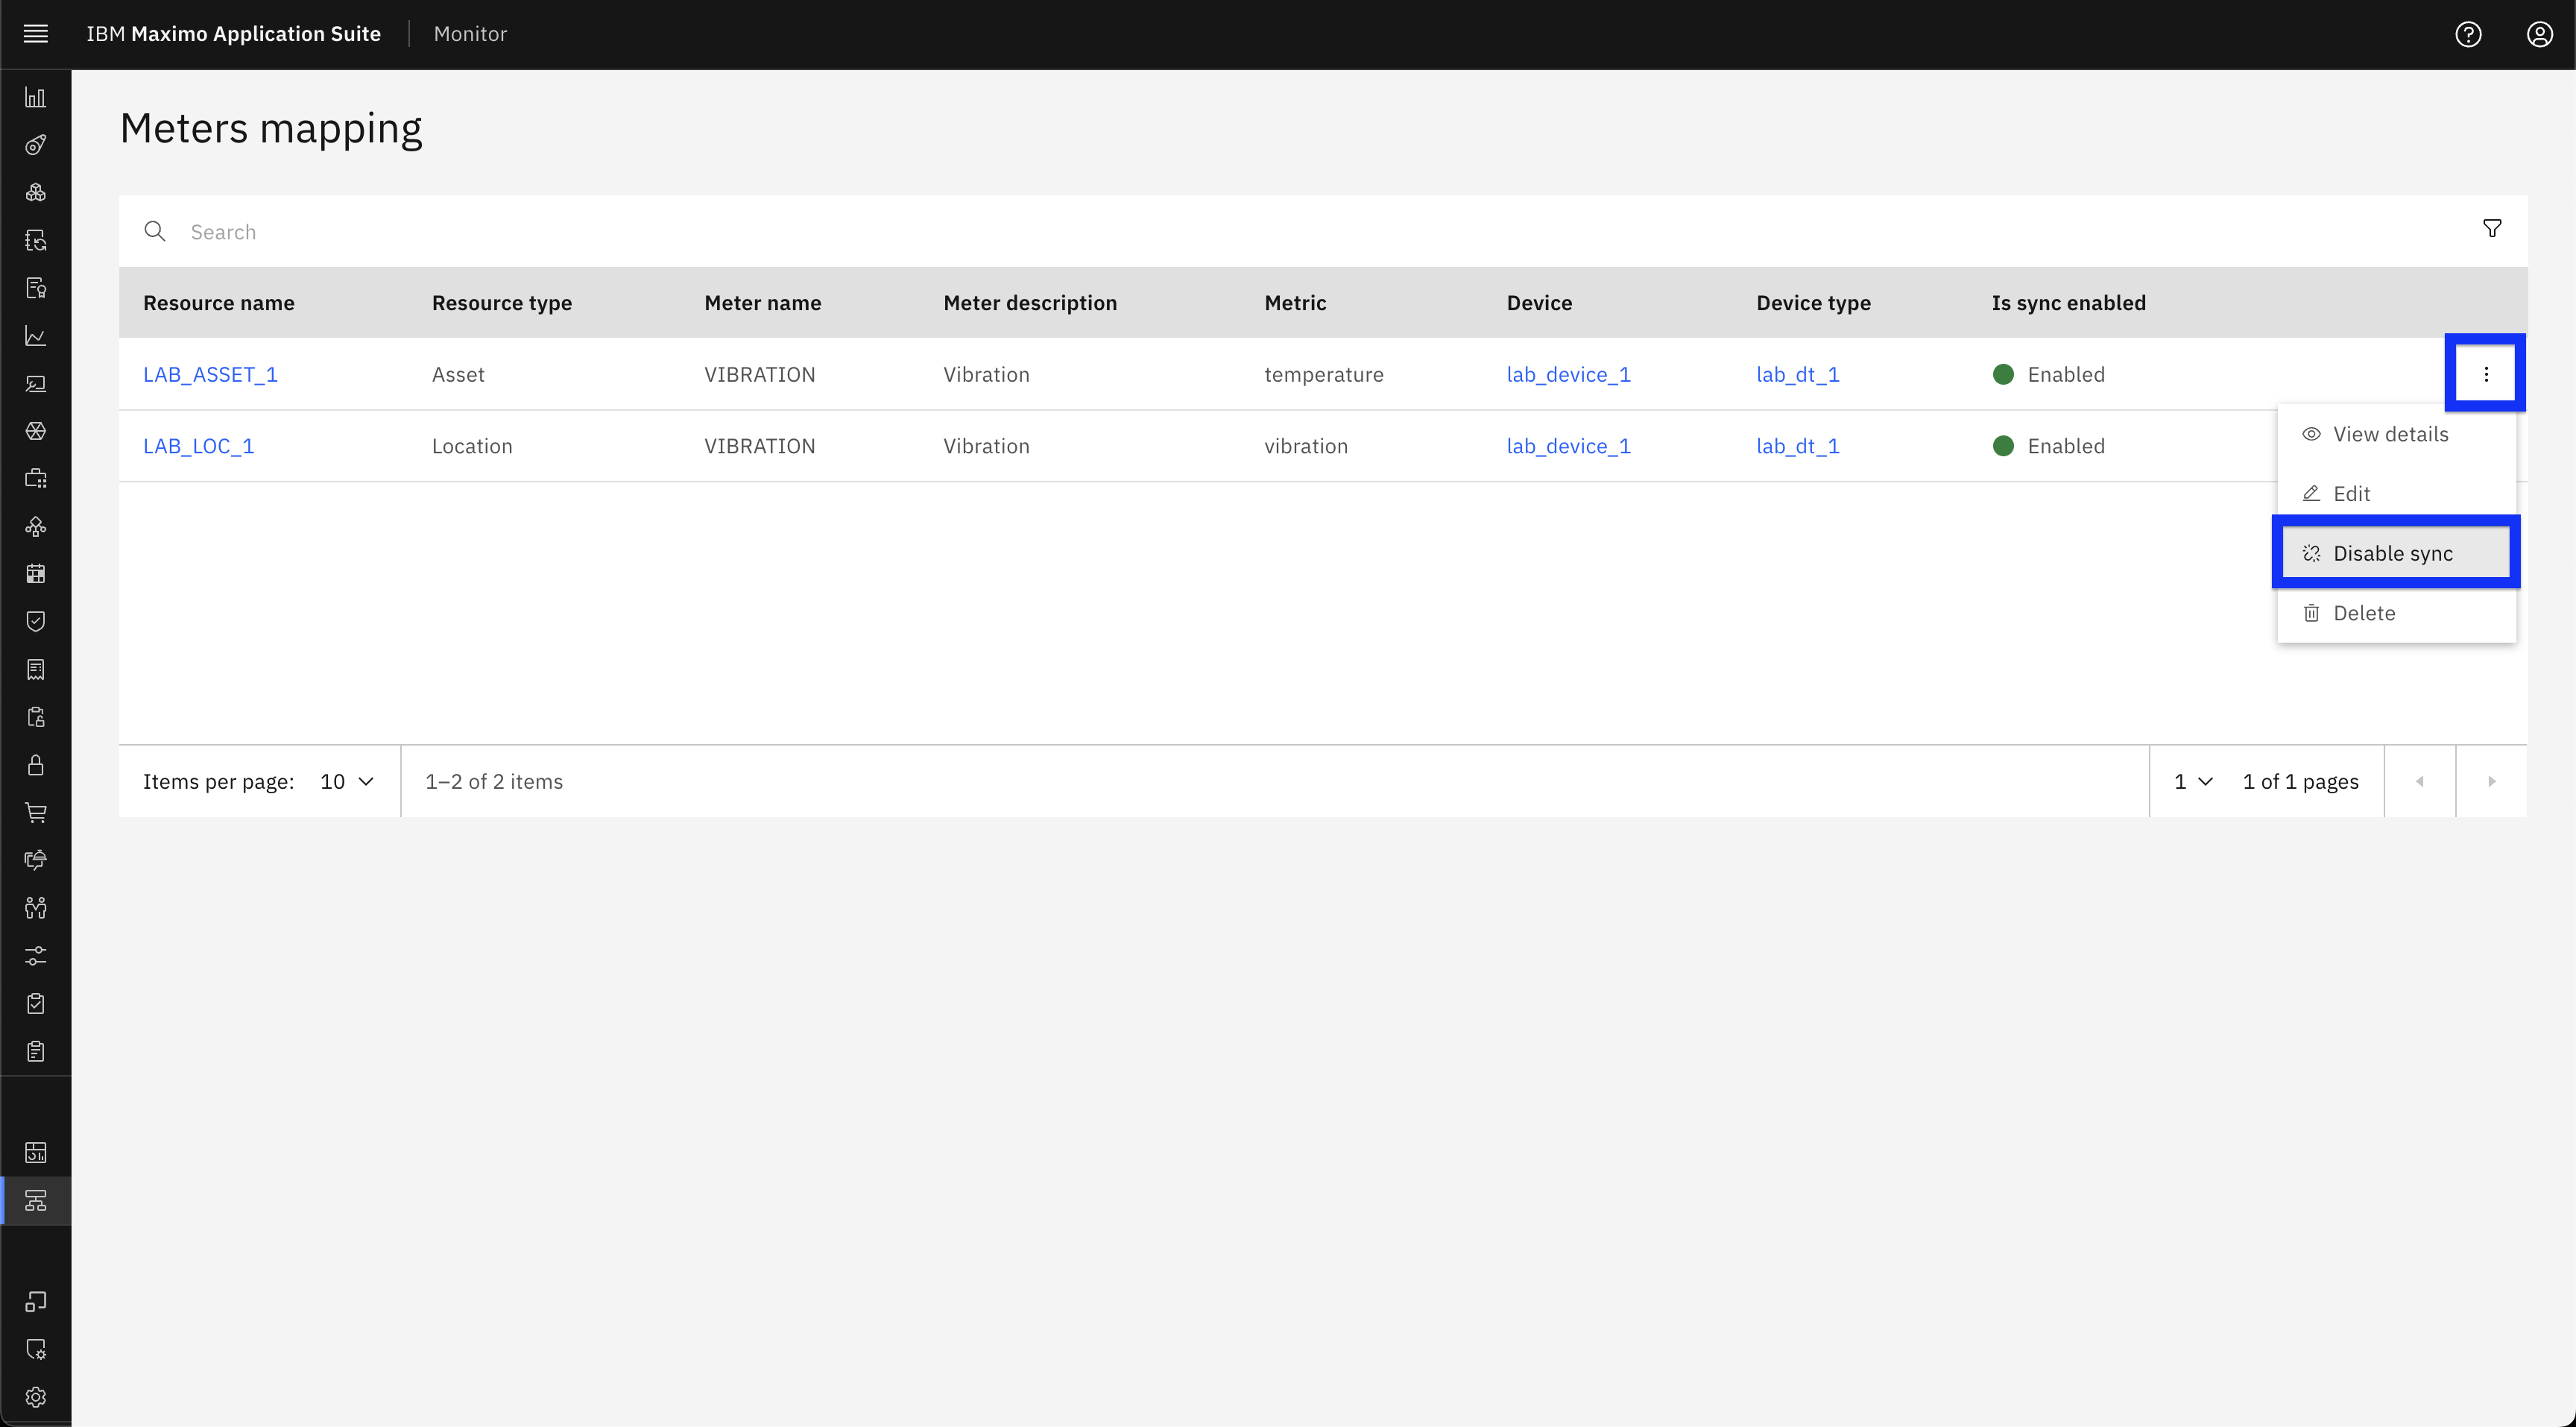 IBM Maximo Application Suite Monitor
Meters mapping
Search
Resource name Resource type Meter name Meter description Metric Device Device type Is sync enabled
LAB_ASSET_1 Asset VIBRATION Vibration temperature lab_device_1 lab_dt_1 Enabled
LAB_LOC_1 Location VIBRATION Vibration vibration lab_device_1 lab_dt_1 Enabled
View details
Edit
Disable sync
Delete
Items per page: 10 1–2 of 2 items 1 1 of 1 pages